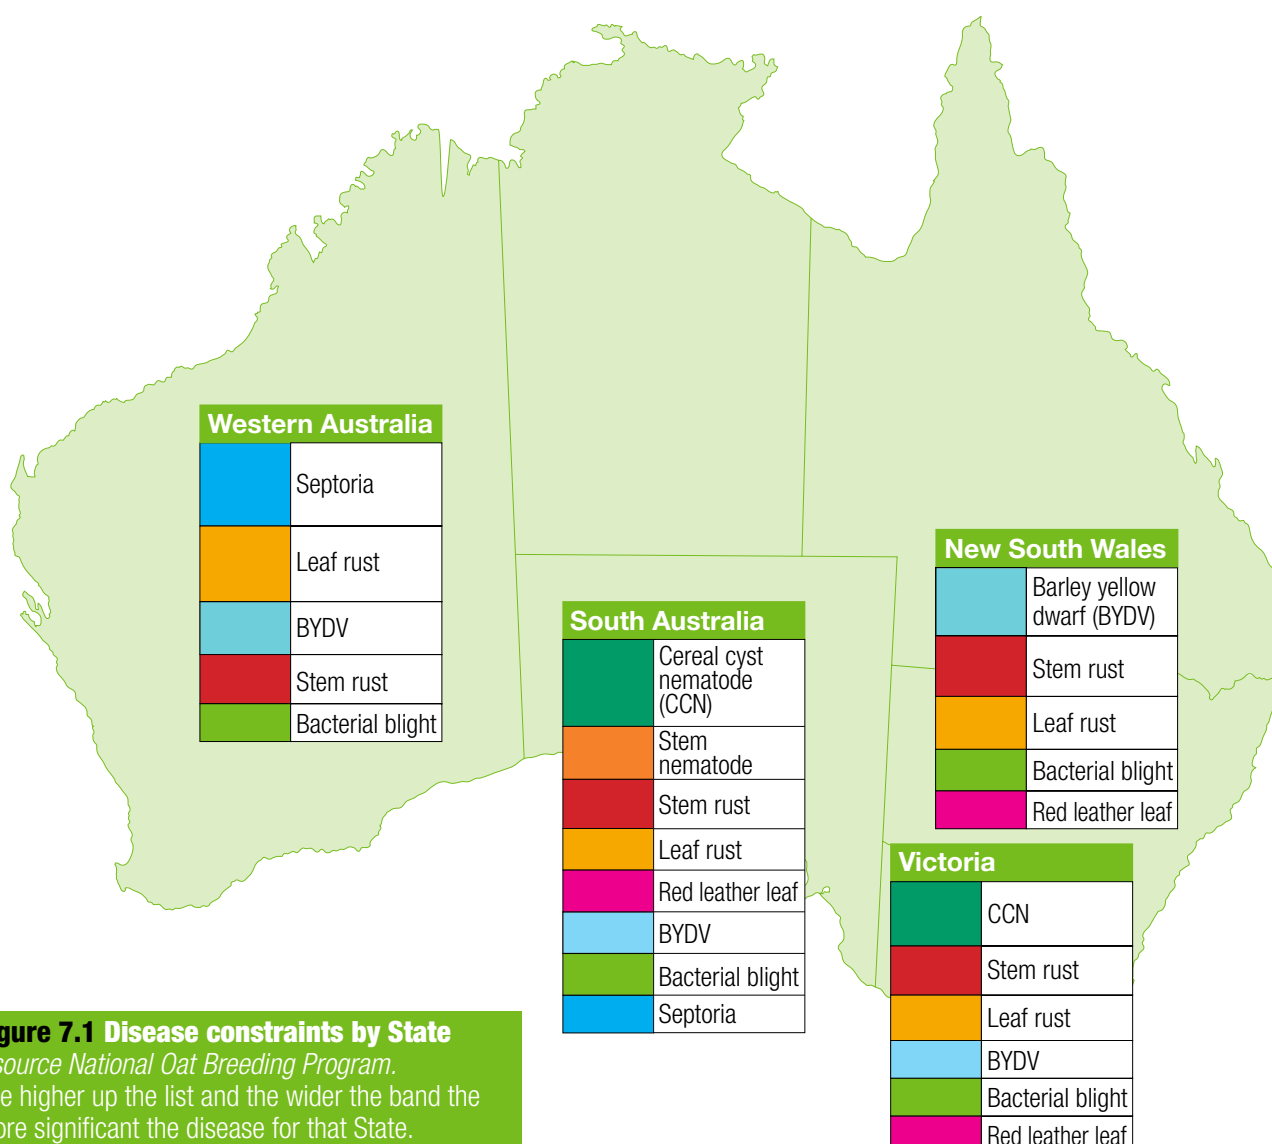 Western Australia
Septoria
Leaf rust
BYDV
Stem rust
Bacterial blight
South Australia
Cereal cyst
nematode
(CCN)
Stem
nematode
Stem rust
Leaf rust
Red leather leaf
BYDV
Bacterial blight
Septoria
New South Wales
Barley yellow
dwarf (BYDV)
Stem rust
Leaf rust
Bacterial blight
Red leather leaf
Victoria
CCN
Stem rust
Leaf rust
BYDV
Bacterial blight
Red leather leaf
gure 7.1 Disease constraints by State
source National Oat Breeding Program.
e higher up the list and the wider the band the
ore significant the disease for that State.